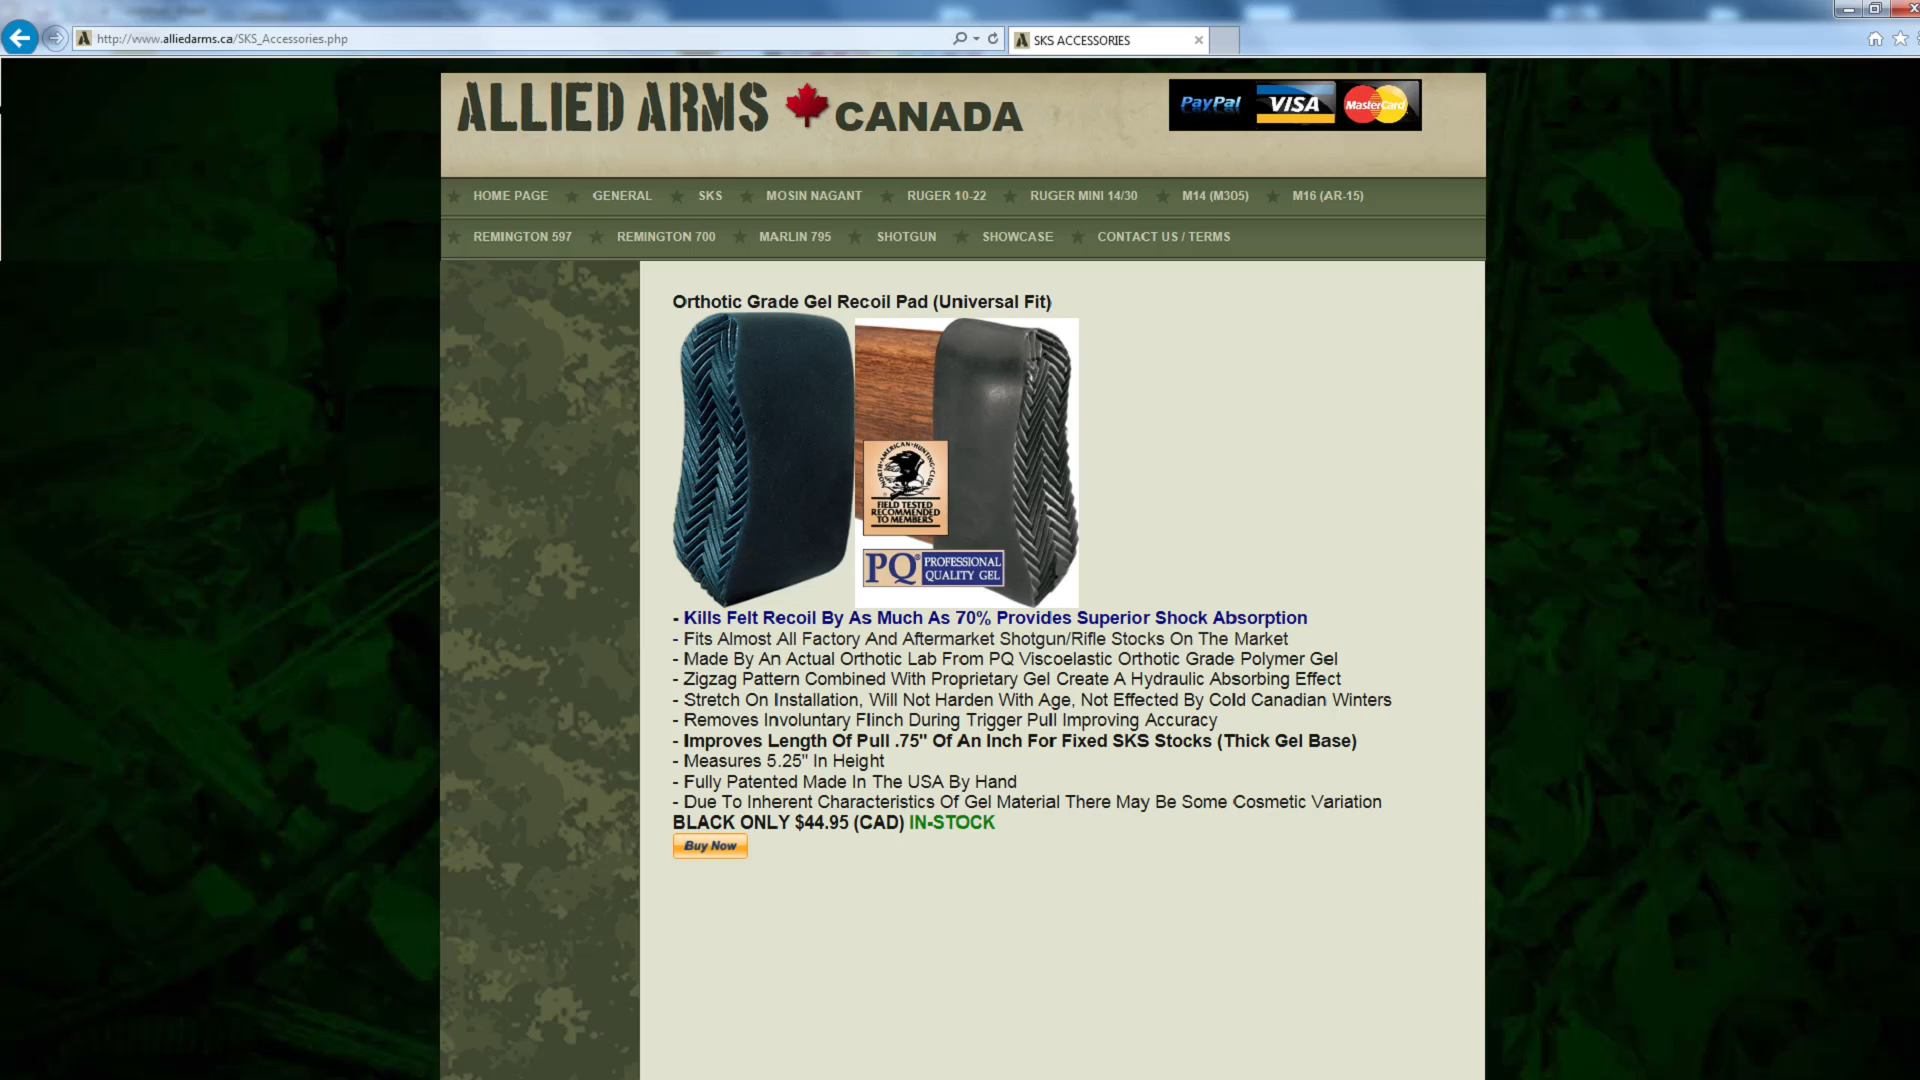 http://www.alliedarms.ca/SKS_Accessories.php
SKS ACCESSORIES
ALLIED ARMS CANADA
PayPal VISA MasterCard
HOME PAGE GENERAL SKS MOSIN NAGANT RUGER 10-22 RUGER MINI 14/30 M14 (M305) M16 (AR-15)
REMINGTON 597 REMINGTON 700 MARLIN 795 SHOTGUN SHOWCASE CONTACT US / TERMS
Orthotic Grade Gel Recoil Pad (Universal Fit)
NORTH·AMERICAN·HUNTING·CLUB
FIELD TESTED
RECOMMENDED
TO MEMBERS
PQ® PROFESSIONAL
QUALITY GEL
- Kills Felt Recoil By As Much As 70% Provides Superior Shock Absorption
- Fits Almost All Factory And Aftermarket Shotgun/Rifle Stocks On The Market
- Made By An Actual Orthotic Lab From PQ Viscoelastic Orthotic Grade Polymer Gel
- Zigzag Pattern Combined With Proprietary Gel Create A Hydraulic Absorbing Effect
- Stretch On Installation, Will Not Harden With Age, Not Effected By Cold Canadian Winters
- Removes Involuntary Flinch During Trigger Pull Improving Accuracy
- Improves Length Of Pull .75" Of An Inch For Fixed SKS Stocks (Thick Gel Base)
- Measures 5.25" In Height
- Fully Patented Made In The USA By Hand
- Due To Inherent Characteristics Of Gel Material There May Be Some Cosmetic Variation
BLACK ONLY $44.95 (CAD) IN-STOCK
Buy Now